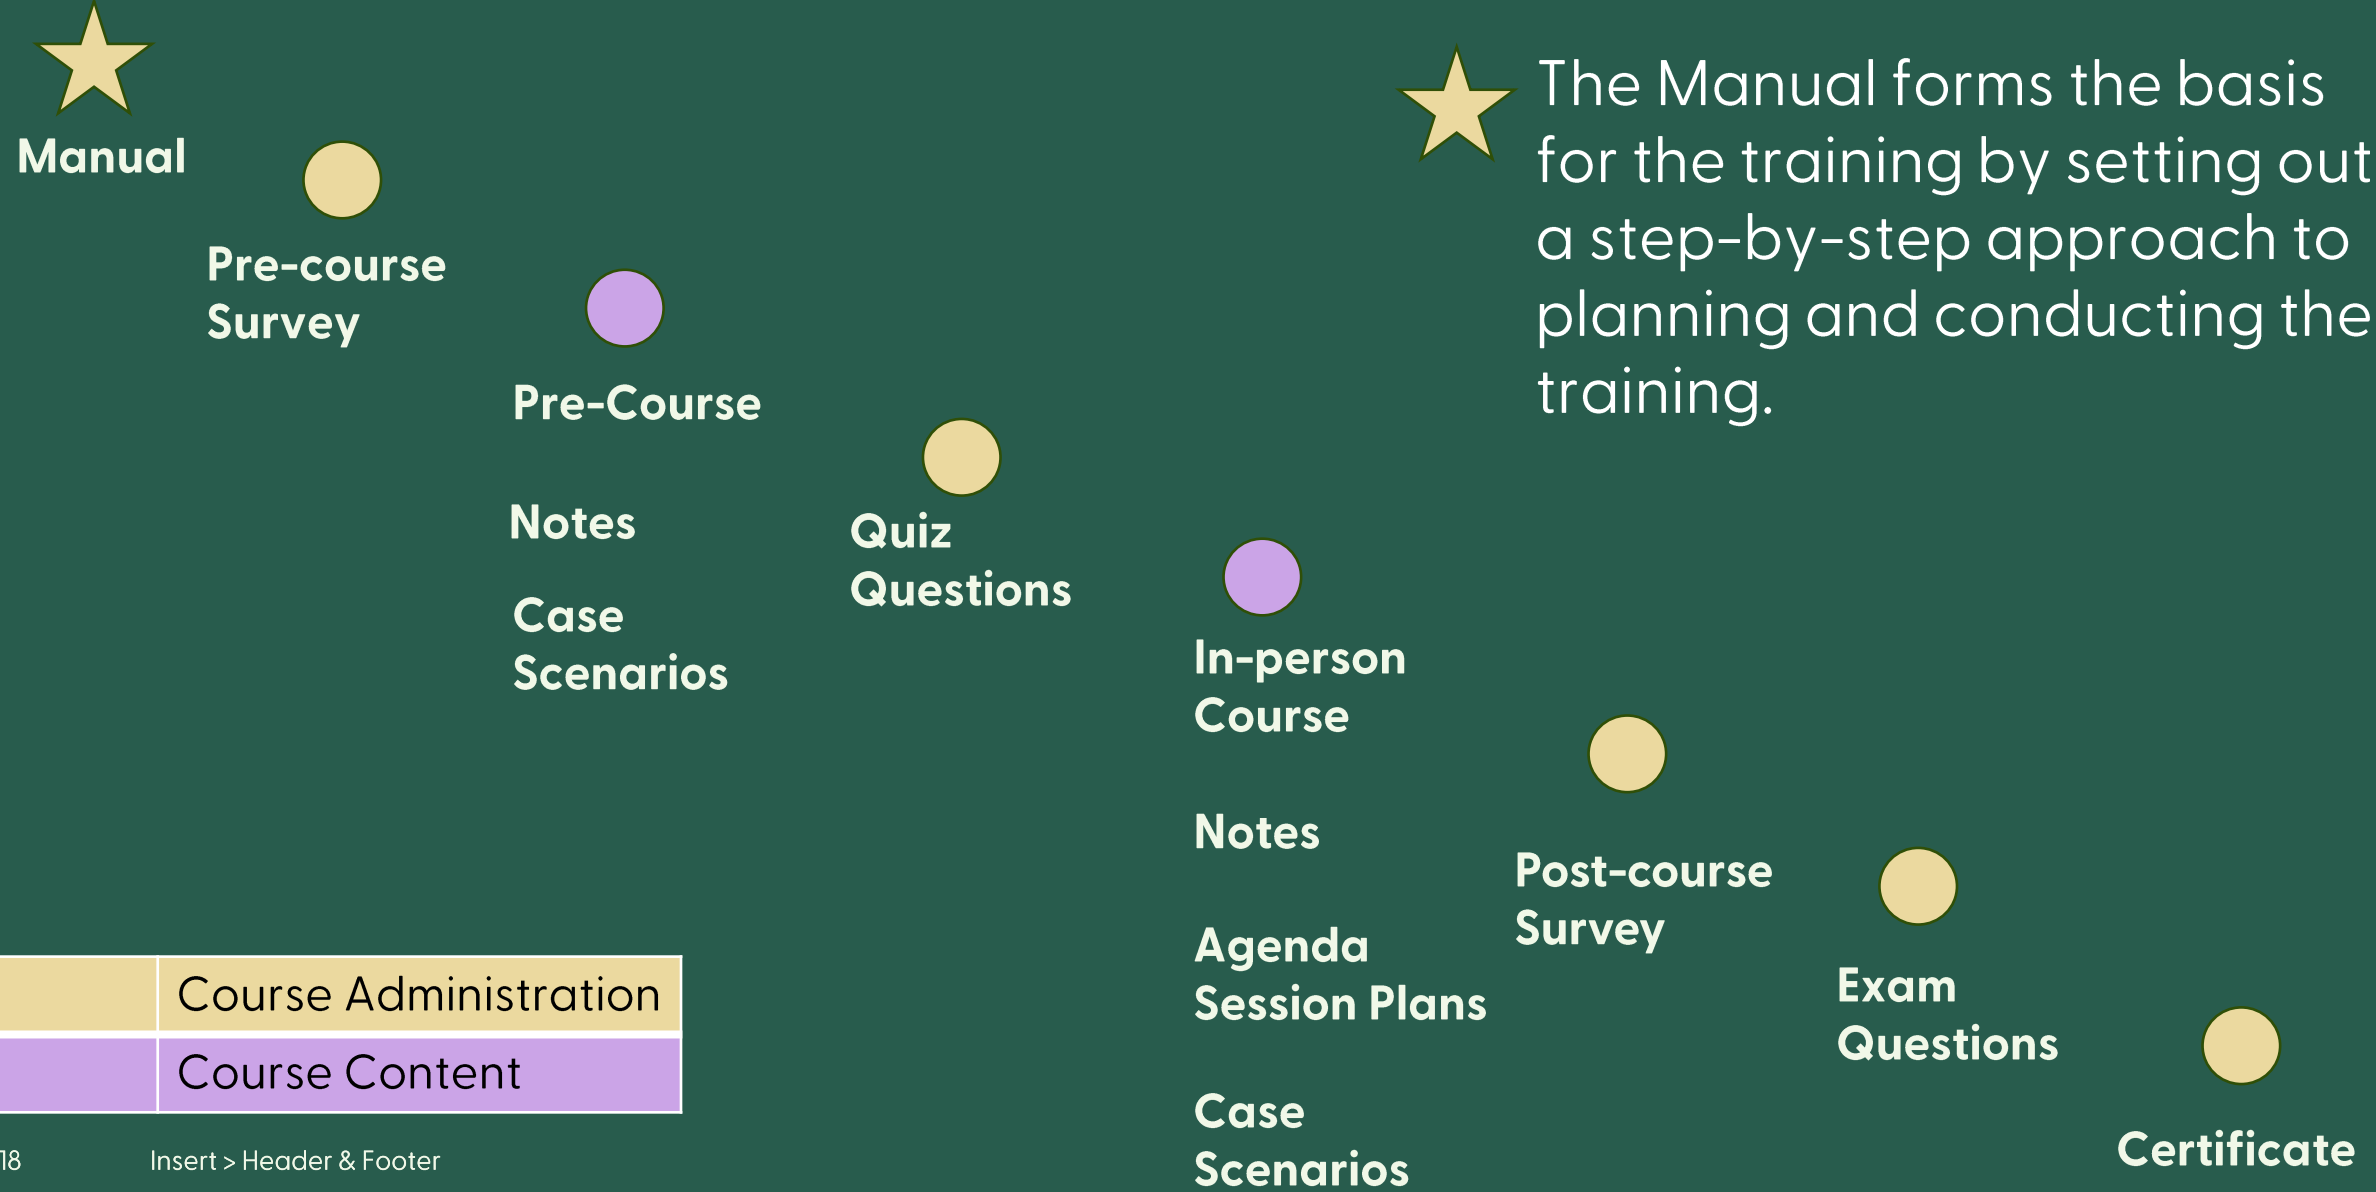 Manual
The Manual forms the basis
for the training by setting out
a step-by-step approach to
planning and conducting the
training.
Pre-course
Survey
Pre-Course
Notes
Case
Scenarios
Quiz
Questions
In-person
Course
Notes
Agenda
Session Plans
Case
Scenarios
Post-course
Survey
Exam
Questions
Certificate
Course Administration
Course Content
18
Insert > Header & Footer